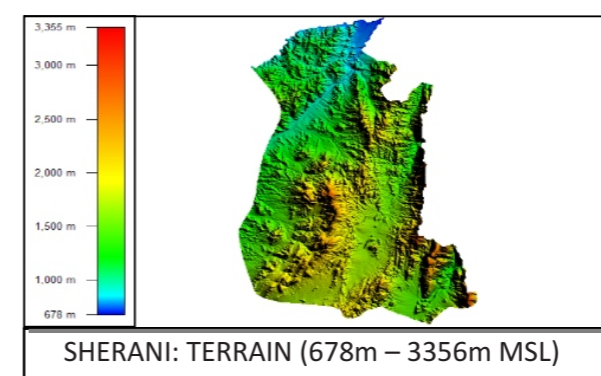 3,355 m
3,000 m
2,500 m
2,000 m
1,500 m
1,000 m
678 m
SHERANI: TERRAIN (678m – 3356m MSL)